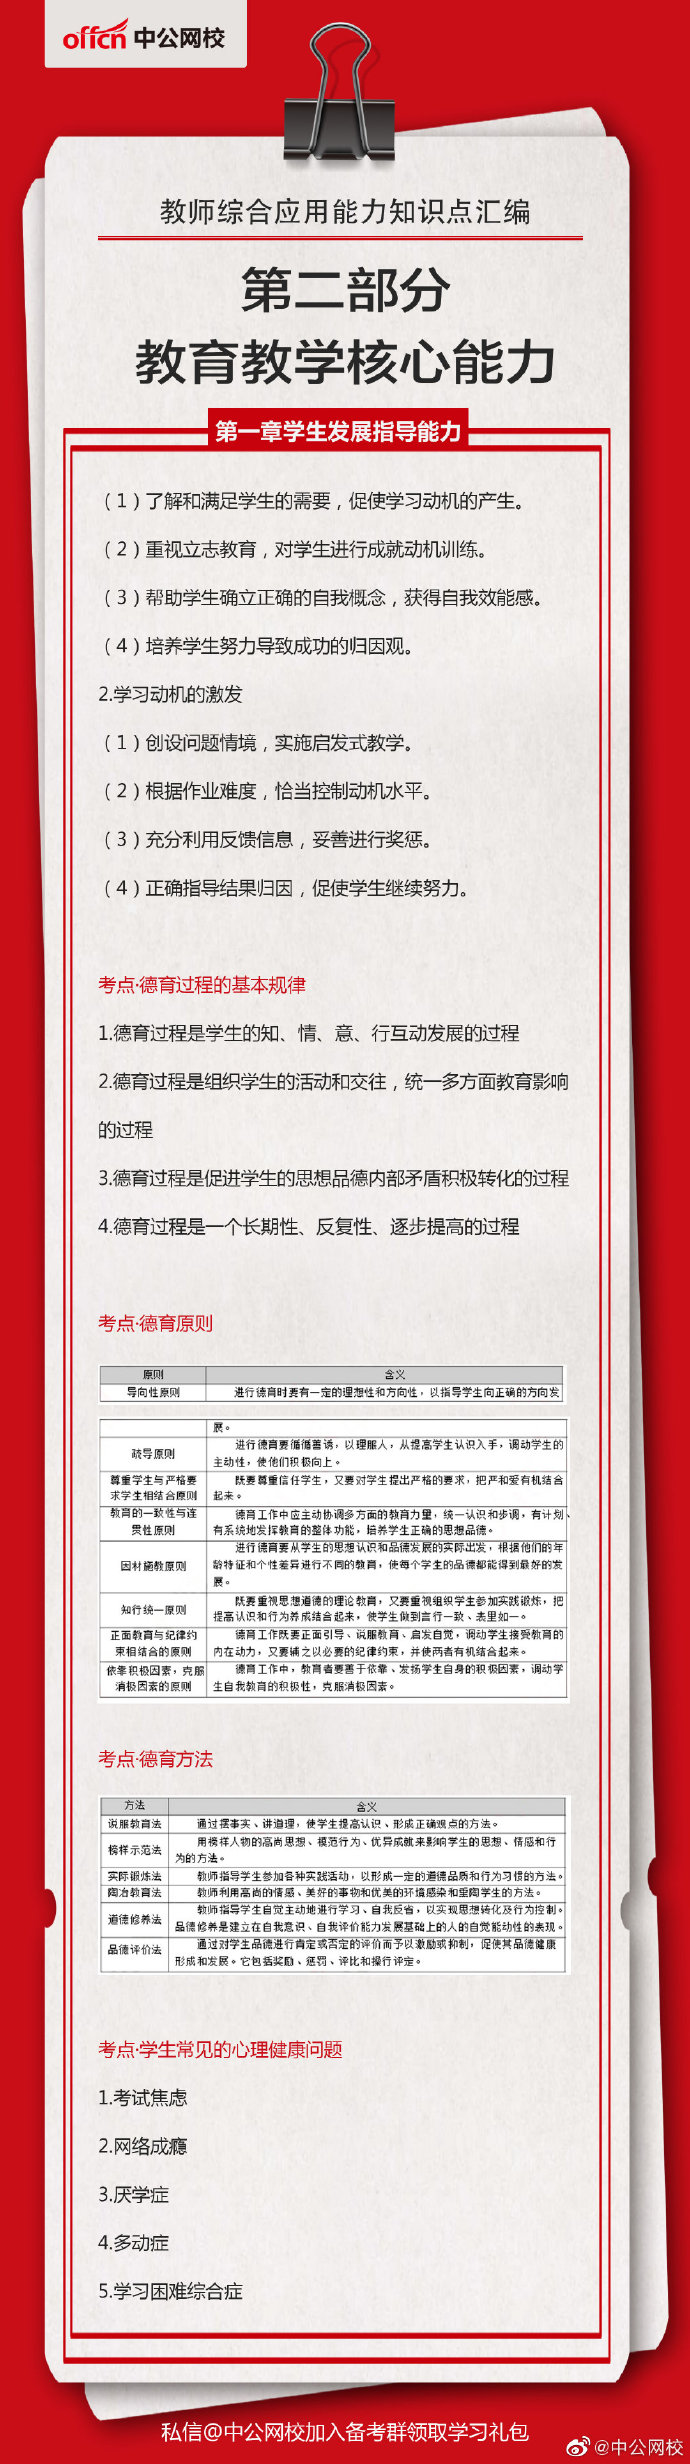 offcn 中公网校
教师综合应用能力知识点汇编
第二部分
教育教学核心能力
第一章学生发展指导能力
（1）了解和满足学生的需要，促使学习动机的产生。
（2）重视立志教育，对学生进行成就动机训练。
（3）帮助学生确立正确的自我概念，获得自我效能感。
（4）培养学生努力导致成功的归因观。
2.学习动机的激发
（1）创设问题情境，实施启发式教学。
（2）根据作业难度，恰当控制动机水平。
（3）充分利用反馈信息，妥善进行奖惩。
（4）正确指导结果归因，促使学生继续努力。
考点·德育过程的基本规律
1.德育过程是学生的知、情、意、行互动发展的过程
2.德育过程是组织学生的活动和交往，统一多方面教育影响
的过程
3.德育过程是促进学生的思想品德内部矛盾积极转化的过程
4.德育过程是一个长期性、反复性、逐步提高的过程
考点·德育原则
原则 含义
导向性原则 进行德育时要有一定的理想性和方向性，以指导学生向正确的方向发
展。
疏导原则 进行德育要循循善诱，以理服人，从提高学生认识入手，调动学生的
主动性，使他们积极向上。
尊重学生与严格要 既要尊重信任学生，又要对学生提出严格的要求，把严和爱有机结合
求学生相结合原则 起来。
教育的一致性与连 德育工作中应主动协调多方面的教育力量，统一认识和步调，有计划、
贯性原则 有系统地发挥教育的整体功能，培养学生正确的思想品德。
进行德育要从学生的思想认识和品德发展的实际出发，根据他们的年
因材施教原则 龄特征和个性差异进行不同的教育，使每个学生的品德都能得到最好的发
展。
知行统一原则 既要重视思想道德的理论教育，又要重视组织学生参加实践锻炼，把
提高认识和行为养成结合起来，使学生做到言行一致、表里如一。
正面教育与纪律约 德育工作既要正面引导、说服教育、启发自觉，调动学生接受教育的
束相结合的原则 内在动力，又要辅之以必要的纪律约束，并使两者有机结合起来。
依靠积极因素，克服 德育工作中，教育者要善于依靠、发扬学生自身的积极因素，调动学
消极因素的原则 生自我教育的积极性，克服消极因素。
考点·德育方法
方法 含义
说服教育法 通过摆事实、讲道理，使学生提高认识、形成正确观点的方法。
榜样示范法 用榜样人物的高尚思想、模范行为、优异成就来影响学生的思想、情感和行
为的方法。
实际锻炼法 教师指导学生参加各种实践活动，以形成一定的道德品质和行为习惯的方法。
陶冶教育法 教师利用高尚的情感、美好的事物和优美的环境感染和熏陶学生的方法。
道德修养法 教师指导学生自觉主动地进行学习、自我反省，以实现思想转化及行为控制。
品德修养是建立在自我意识、自我评价能力发展基础上的人的自觉能动性的表现。
品德评价法 通过对学生品德进行肯定或否定的评价而予以激励或抑制，促使其品德健康
形成和发展。它包括奖励、惩罚、评比和操行评定。
考点·学生常见的心理健康问题
1.考试焦虑
2.网络成瘾
3.厌学症
4.多动症
5.学习困难综合症
私信@中公网校加入备考群领取学习礼包
@中公网校